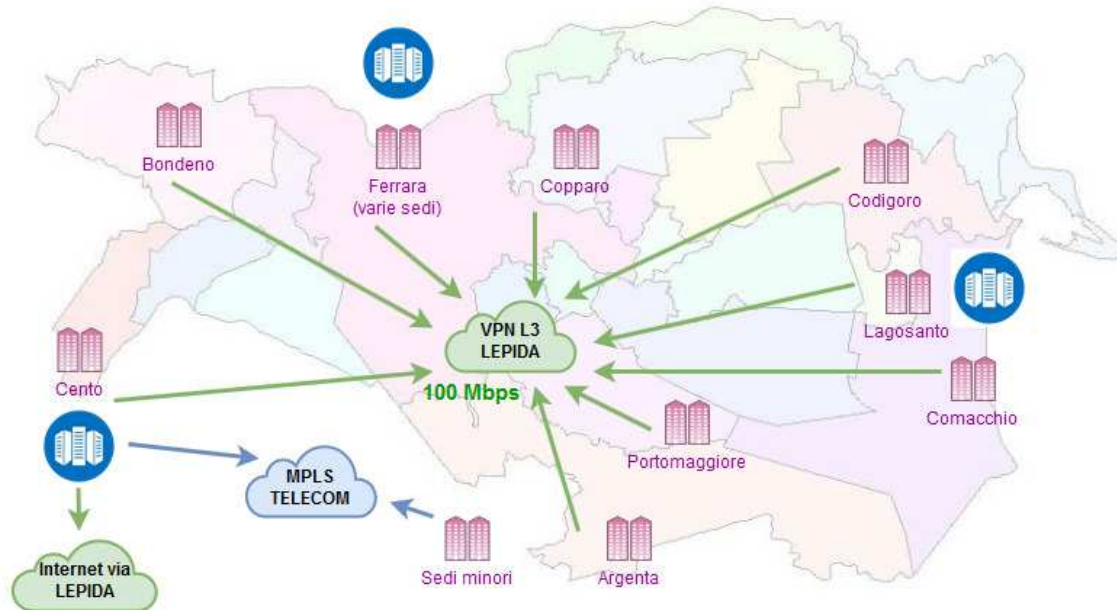 Bondeno
Ferrara
(varie sedi)
Copparo
Codigoro
VPN L3
LEPIDA
100 Mbps
Lagosanto
Cento
Comacchio
Portomaggiore
MPLS
TELECOM
Internet via
LEPIDA
Sedi minori
Argenta